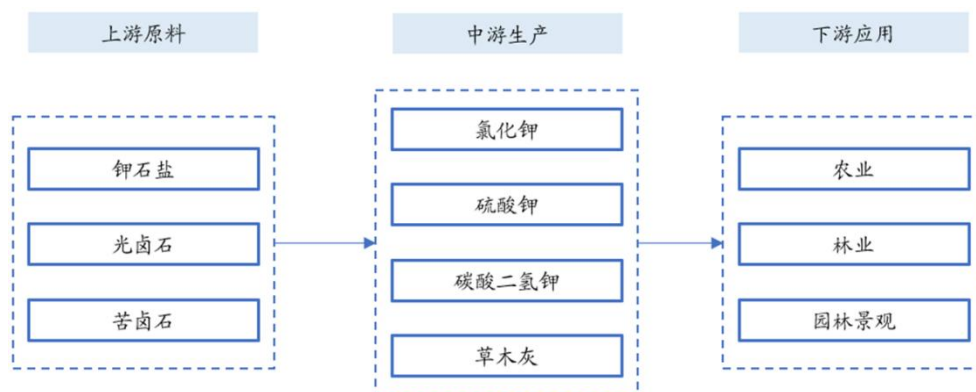 上游原料
中游生产
下游应用
钾石盐
光卤石
苦卤石
氯化钾
硫酸钾
碳酸二氢钾
草木灰
农业
林业
园林景观